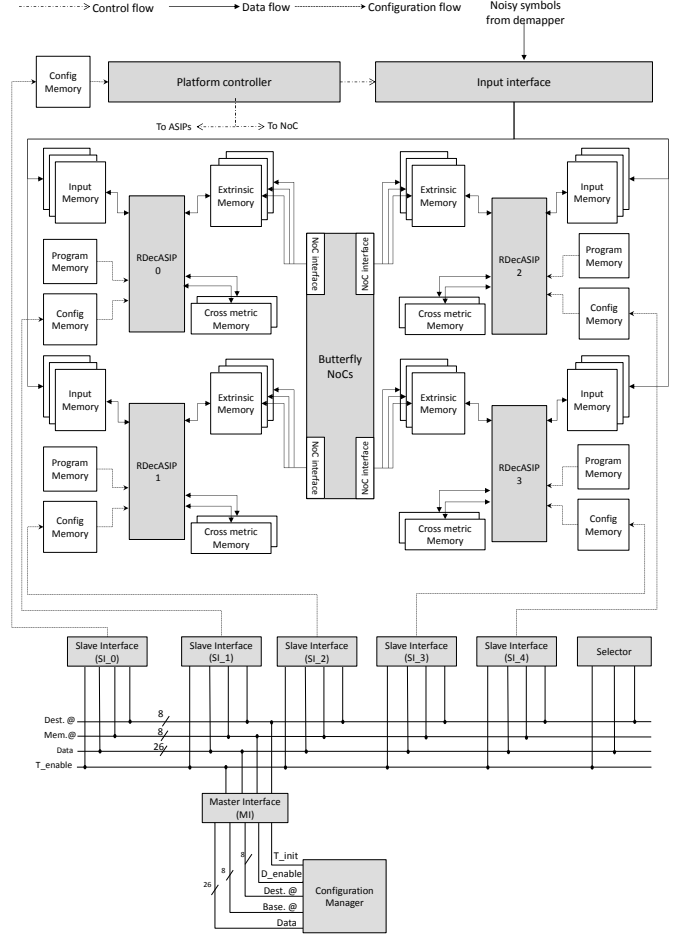 Control flow
Data flow
Configuration flow
Noisy symbols
from demapper
Config
Memory
Platform controller
Input interface
To ASIPs
To NoC
Input
Memory
Extrinsic
Memory
Extrinsic
Memory
Input
Memory
RDecASIP
0
RDecASIP
2
Program
Memory
NoC interface
NoC interface
Program
Memory
Config
Memory
Cross metric
Memory
Cross metric
Memory
Config
Memory
Butterfly
NoCs
Input
Memory
Extrinsic
Memory
Extrinsic
Memory
Input
Memory
RDecASIP
1
RDecASIP
3
Program
Memory
NoC interface
NoC interface
Program
Memory
Config
Memory
Cross metric
Memory
Cross metric
Memory
Config
Memory
Slave Interface
(SI_0)
Slave Interface
(SI_1)
Slave Interface
(SI_2)
Slave Interface
(SI_3)
Slave Interface
(SI_4)
Selector
Dest. @
8
Mem.@
8
Data
26
T_enable
Master Interface
(MI)
T_init
D_enable
8
Dest. @
8
Base. @
26
Data
Configuration
Manager